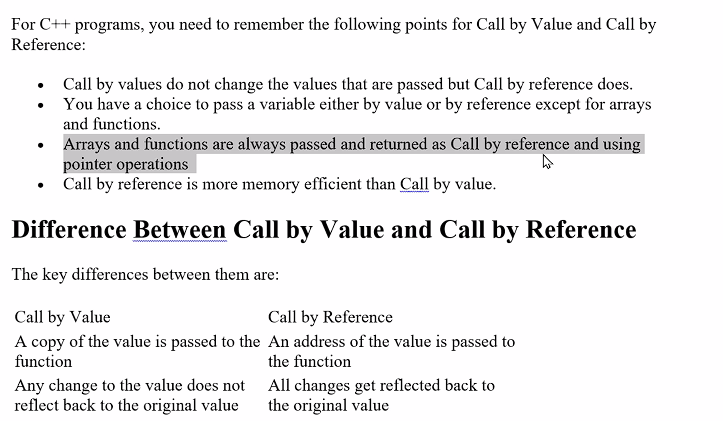 For C++ programs, you need to remember the following points for Call by Value and Call by
Reference:
• Call by values do not change the values that are passed but Call by reference does.
• You have a choice to pass a variable either by value or by reference except for arrays
and functions.
• Arrays and functions are always passed and returned as Call by reference and using
pointer operations
• Call by reference is more memory efficient than Call by value.
Difference Between Call by Value and Call by Reference
The key differences between them are:
Call by Value Call by Reference
A copy of the value is passed to the An address of the value is passed to
function the function
Any change to the value does not All changes get reflected back to
reflect back to the original value the original value